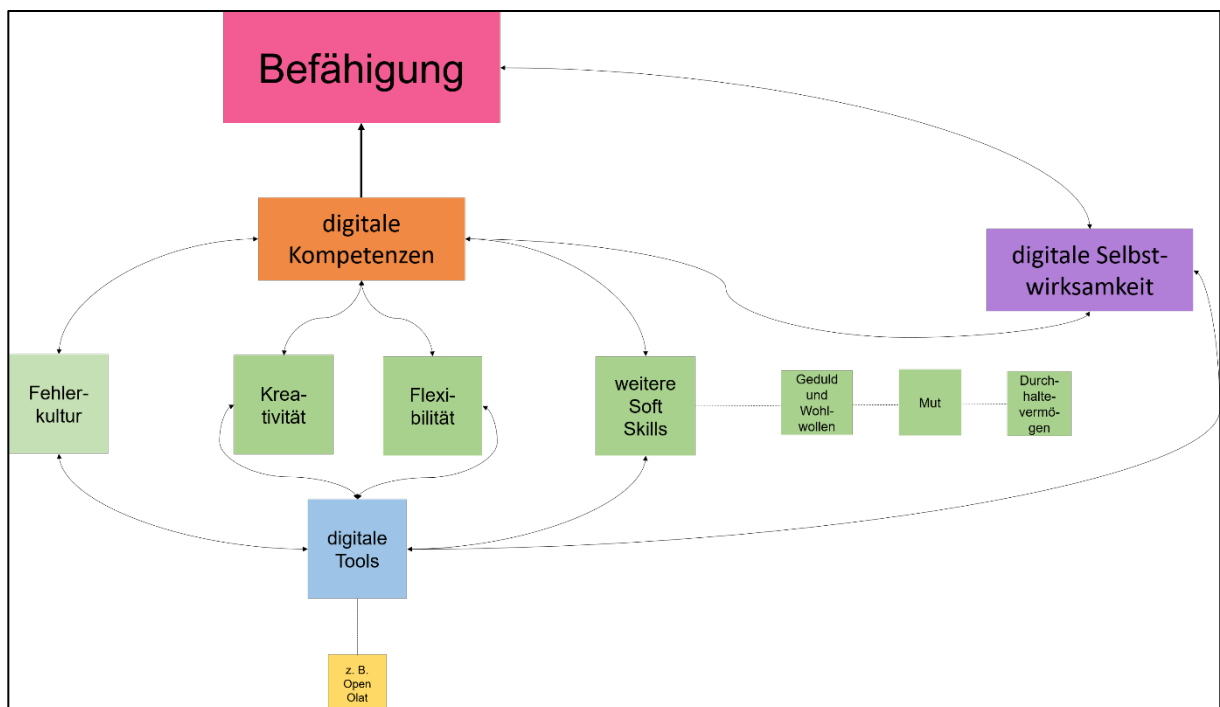 Befähigung
digitale
Kompetenzen
digitale Selbst-
wirksamkeit
Fehler-
kultur
Krea-
tivität
Flexi-
bilität
weitere
Soft
Skills
Geduld
und
Wohl-
wollen
Mut
Durch-
halte-
vermö-
gen
digitale
Tools
z. B.
Open
Olat